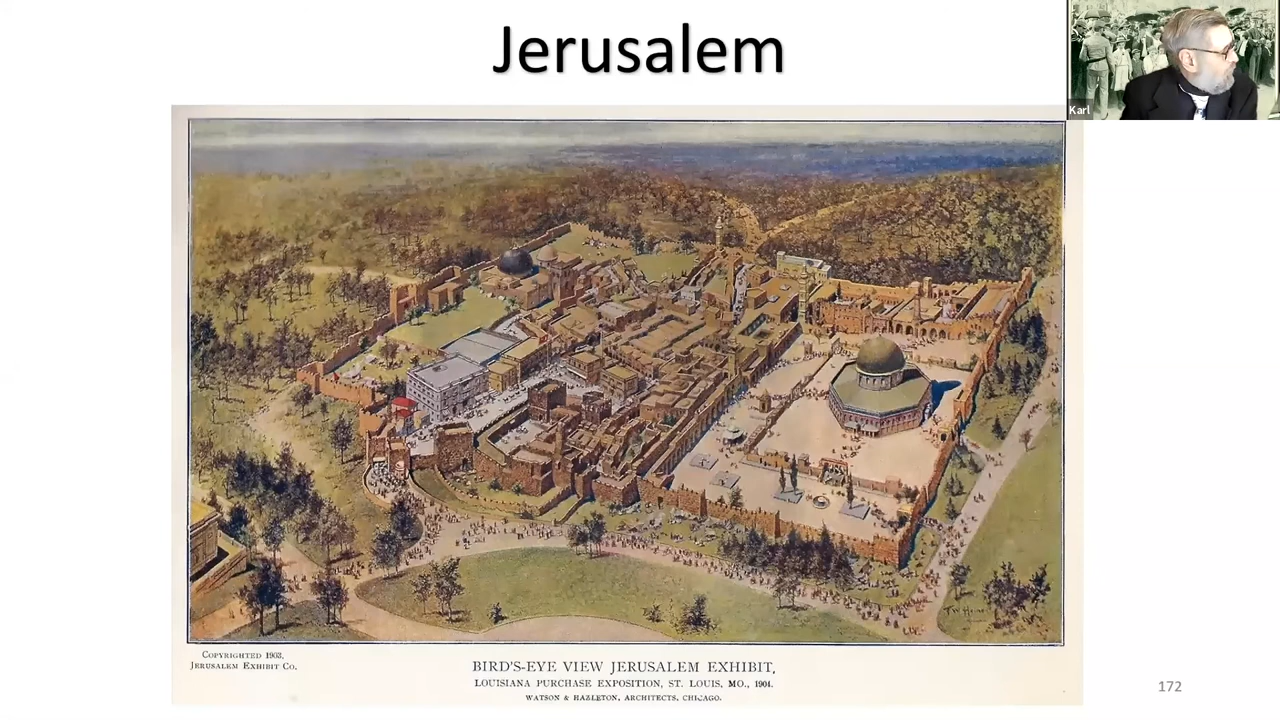 Jerusalem
Karl
COPYRIGHTED 1903,
JERUSALEM EXHIBIT CO.
BIRD'S-EYE VIEW JERUSALEM EXHIBIT,
LOUISIANA PURCHASE EXPOSITION, ST. LOUIS, MO., 1904.
WATSON & HAZLETON, ARCHITECTS, CHICAGO.
172